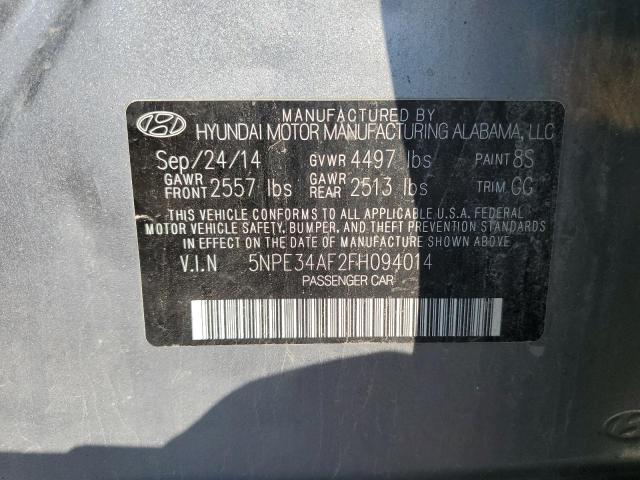 MANUFACTURED BY
HYUNDAI MOTOR MANUFACTURING ALABAMA, LLC
Sep/24/14 GVWR 4497 lbs PAINT 8S
GAWR FRONT 2557 lbs GAWR REAR 2513 lbs TRIM GG
THIS VEHICLE CONFORMS TO ALL APPLICABLE U.S.A. FEDERAL
MOTOR VEHICLE SAFETY, BUMPER, AND THEFT PREVENTION STANDARDS
IN EFFECT ON THE DATE OF MANUFACTURE SHOWN ABOVE.
V.I.N 5NPE34AF2FH094014
PASSENGER CAR